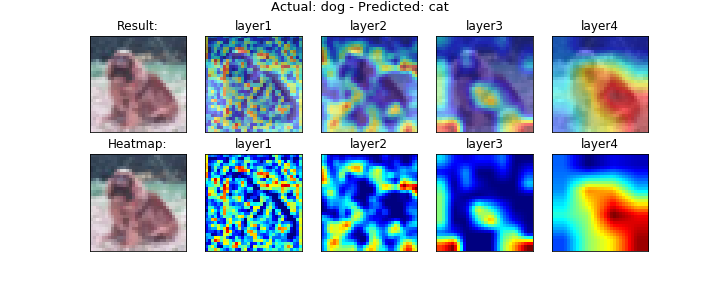 Actual: dog - Predicted: cat
Result: layer1 layer2 layer3 layer4
Heatmap: layer1 layer2 layer3 layer4